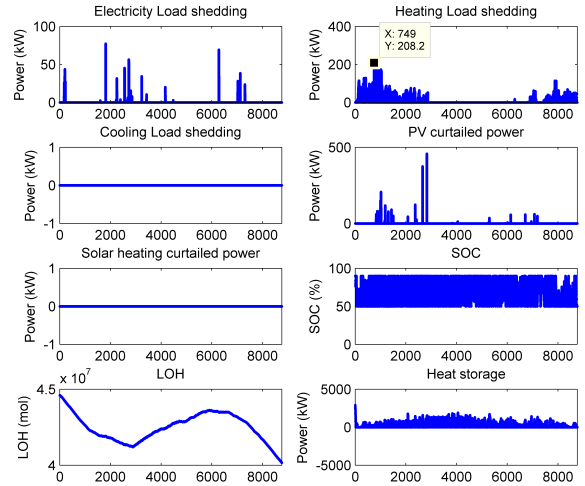 Electricity Load shedding
Power (kW)
100
50
0
0 2000 4000 6000 8000
Heating Load shedding
Power (kW)
400
200
0
X: 749
Y: 208.2
0 2000 4000 6000 8000
Cooling Load shedding
Power (kW)
1
0
-1
0 2000 4000 6000 8000
PV curtailed power
Power (kW)
500
0
0 2000 4000 6000 8000
Solar heating curtailed power
Power (kW)
1
0
-1
0 2000 4000 6000 8000
SOC
SOC (%)
100
50
0
0 2000 4000 6000 8000
LOH
x 10^7
LOH (mol)
4.5
4
0 2000 4000 6000 8000
Heat storage
Power (kW)
5000
0
-5000
0 2000 4000 6000 8000